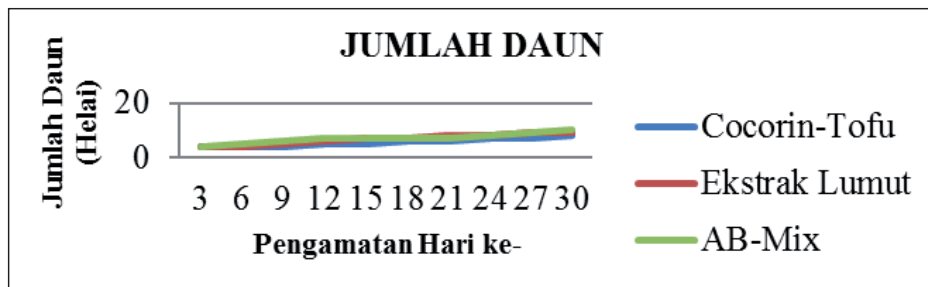 JUMLAH DAUN
Jumlah Daun
(Helai)
20
0
3 6 9 12 15 18 21 24 27 30
Pengamatan Hari ke-
Cocorin-Tofu
Ekstrak Lumut
AB-Mix